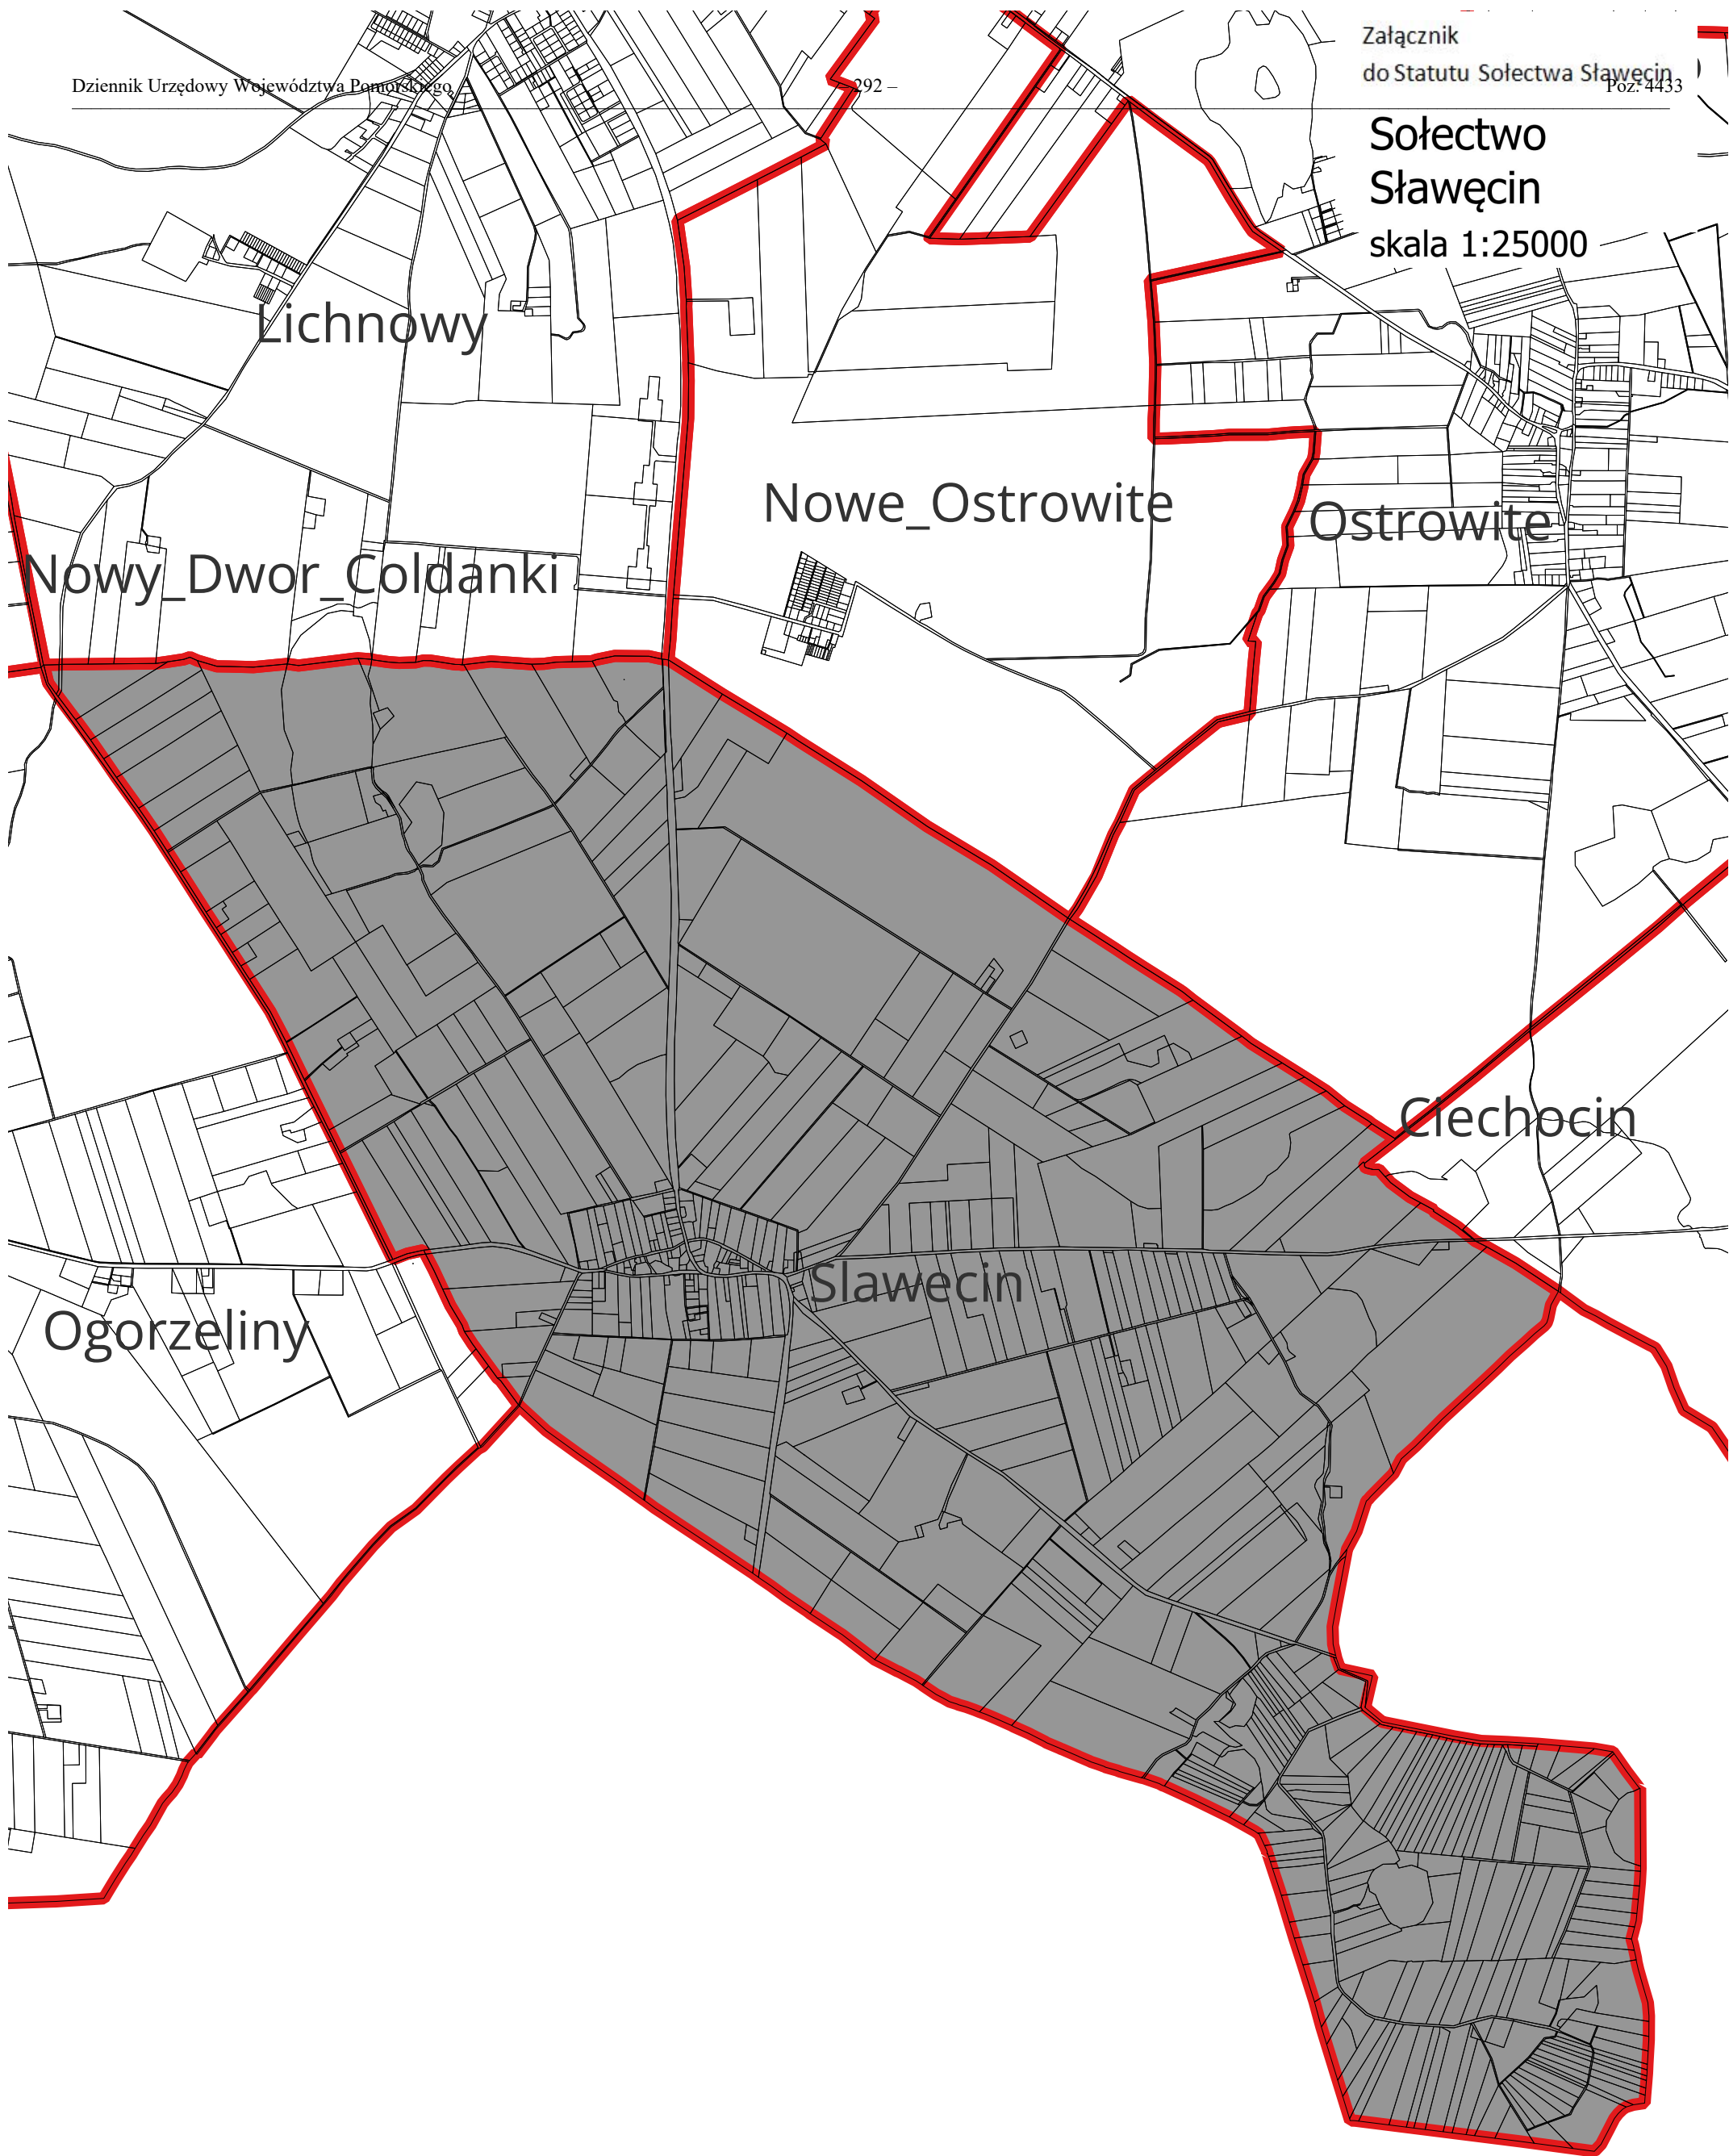 Załącznik
do Statutu Sołectwa Sławęcin
Dziennik Urzędowy Województwa Pomorskiego
– 292 –
Poz. 4433
Sołectwo
Sławęcin
skala 1:25000
Lichnowy
Nowe_Ostrowite
Ostrowite
Nowy_Dwor_Coldanki
Ciechocin
Slawecin
Ogorzeliny